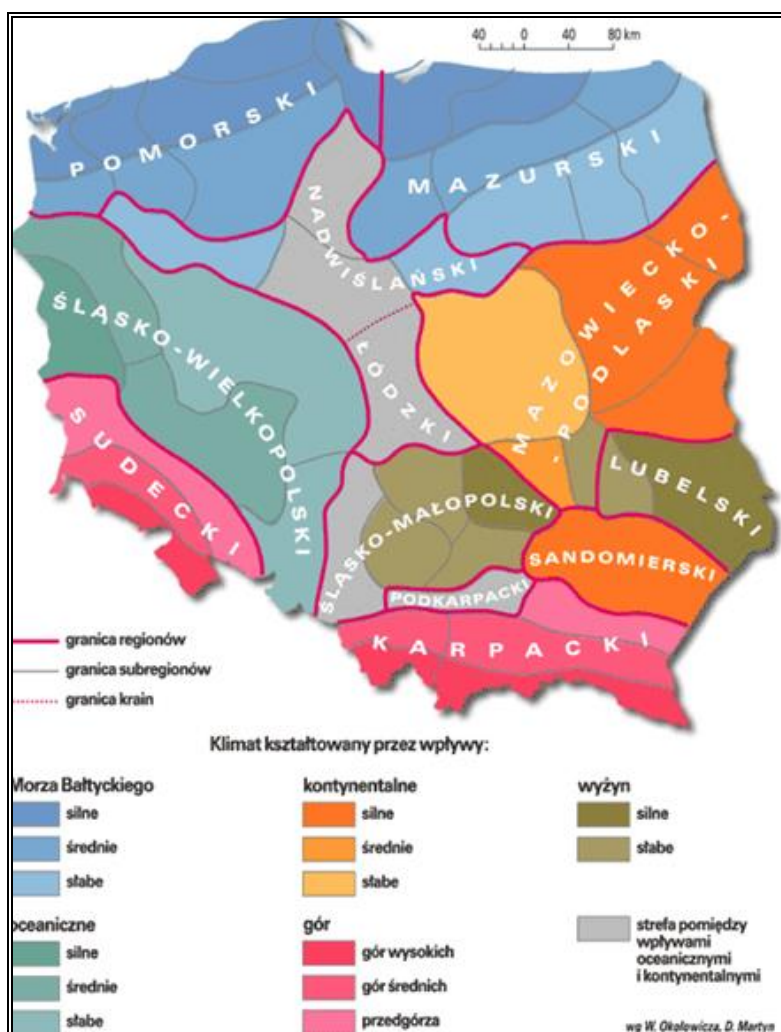 40 0 40 80 km
POMORSKI
MAZURSKI
NADWIŚLAŃSKI
MAZOWIECKO-
-PODLASKI
ŚLĄSKO-WIELKOPOLSKI
ŁÓDZKI
SUDECKI
LUBELSKI
ŚLĄSKO-MAŁOPOLSKI
SANDOMIERSKI
PODKARPACKI
KARPACKI
granica regionów
granica subregionów
granica krain
Klimat kształtowany przez wpływy:
Morza Bałtyckiego
silne
średnie
słabe
kontynentalne
silne
średnie
słabe
wyżyn
silne
słabe
oceaniczne
silne
średnie
słabe
gór
gór wysokich
gór średnich
przedgórza
strefa pomiędzy
wpływami
oceanicznymi
i kontynentalnymi
wg W. Okołowicza, D. Martyn